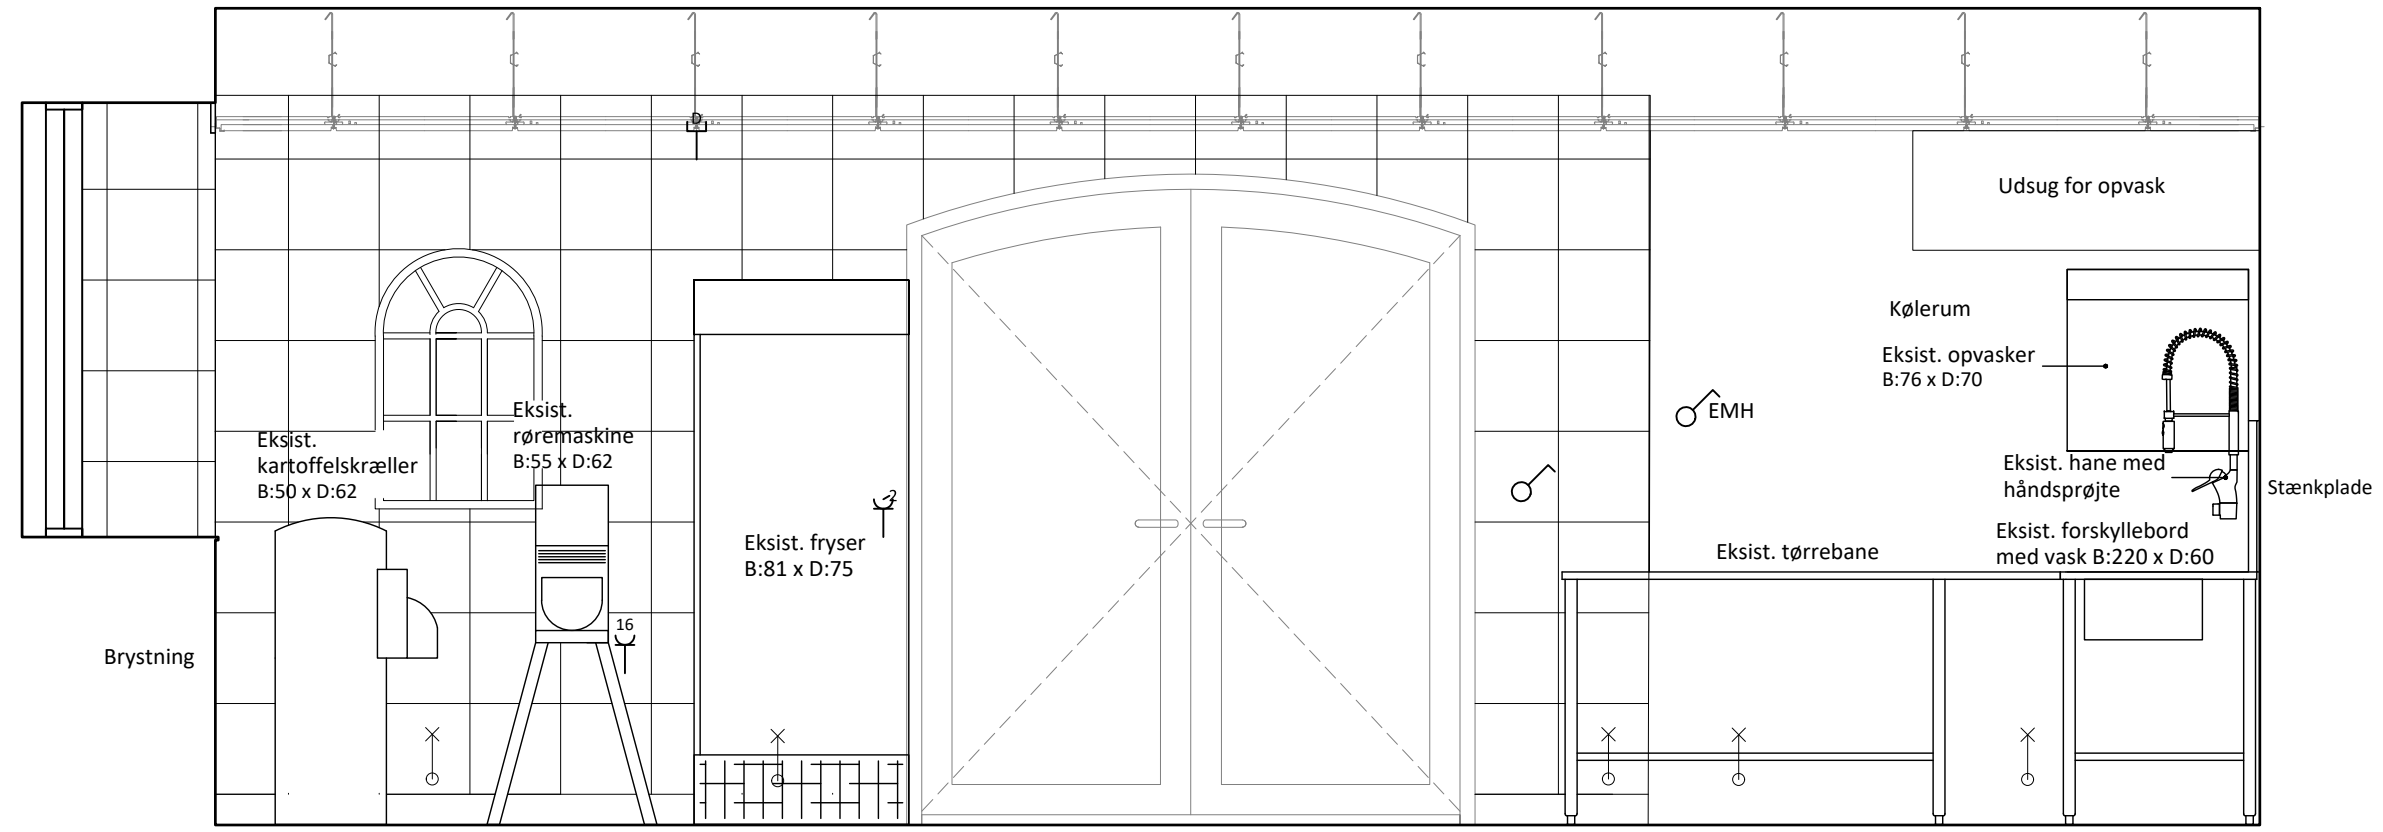 D
Udsug for opvask
Kølerum
Eksist. opvasker
B:76 x D:70
EMH
Eksist.
røremaskine
B:55 x D:62
Eksist.
kartoffelskræller
B:50 x D:62
Eksist. hane med
håndsprøjte
Stænkplade
2
Eksist. fryser
B:81 x D:75
Eksist. tørrebane
Eksist. forskyllebord
med vask B:220 x D:60
16
Brystning